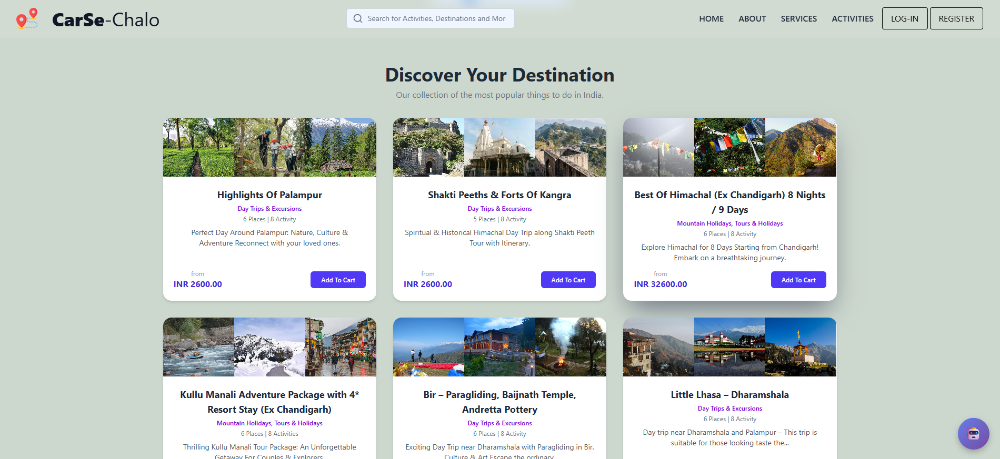 CarSe-Chalo
Search for Activities, Destinations and Mor
HOME
ABOUT
SERVICES
ACTIVITIES
LOG-IN
REGISTER
Discover Your Destination
Our collection of the most popular things to do in India.
Highlights Of Palampur
Day Trips & Excursions
6 Places | 8 Activity
Perfect Day Around Palampur: Nature, Culture &
Adventure Reconnect with your loved ones.
from
INR 2600.00
Add To Cart
Shakti Peeths & Forts Of Kangra
Day Trips & Excursions
5 Places | 8 Activity
Spiritual & Historical Himachal Day Trip along Shakti Peeth
Tour with Itinerary.
from
INR 2600.00
Add To Cart
Best Of Himachal (Ex Chandigarh) 8 Nights
/ 9 Days
Mountain Holidays, Tours & Holidays
6 Places | 8 Activity
Explore Himachal for 8 Days Starting from Chandigarh!
Embark on a breathtaking journey.
from
INR 32600.00
Add To Cart
Kullu Manali Adventure Package with 4*
Resort Stay (Ex Chandigarh)
Mountain Holidays, Tours & Holidays
6 Places | 8 Activities
Thrilling Kullu Manali Tour Package: An Unforgettable
Getaway For Couples & Explorers
Bir – Paragliding, Baijnath Temple,
Andretta Pottery
Day Trips & Excursions
6 Places | 8 Activity
Exciting Day Trip near Dharamshala with Paragliding in Bir,
Culture & Art Escape the ordinary
Little Lhasa – Dharamshala
Day Trips & Excursions
6 Places | 8 Activity
Day trip near Dharamshala and Palampur – This trip is
suitable for those looking taste the...